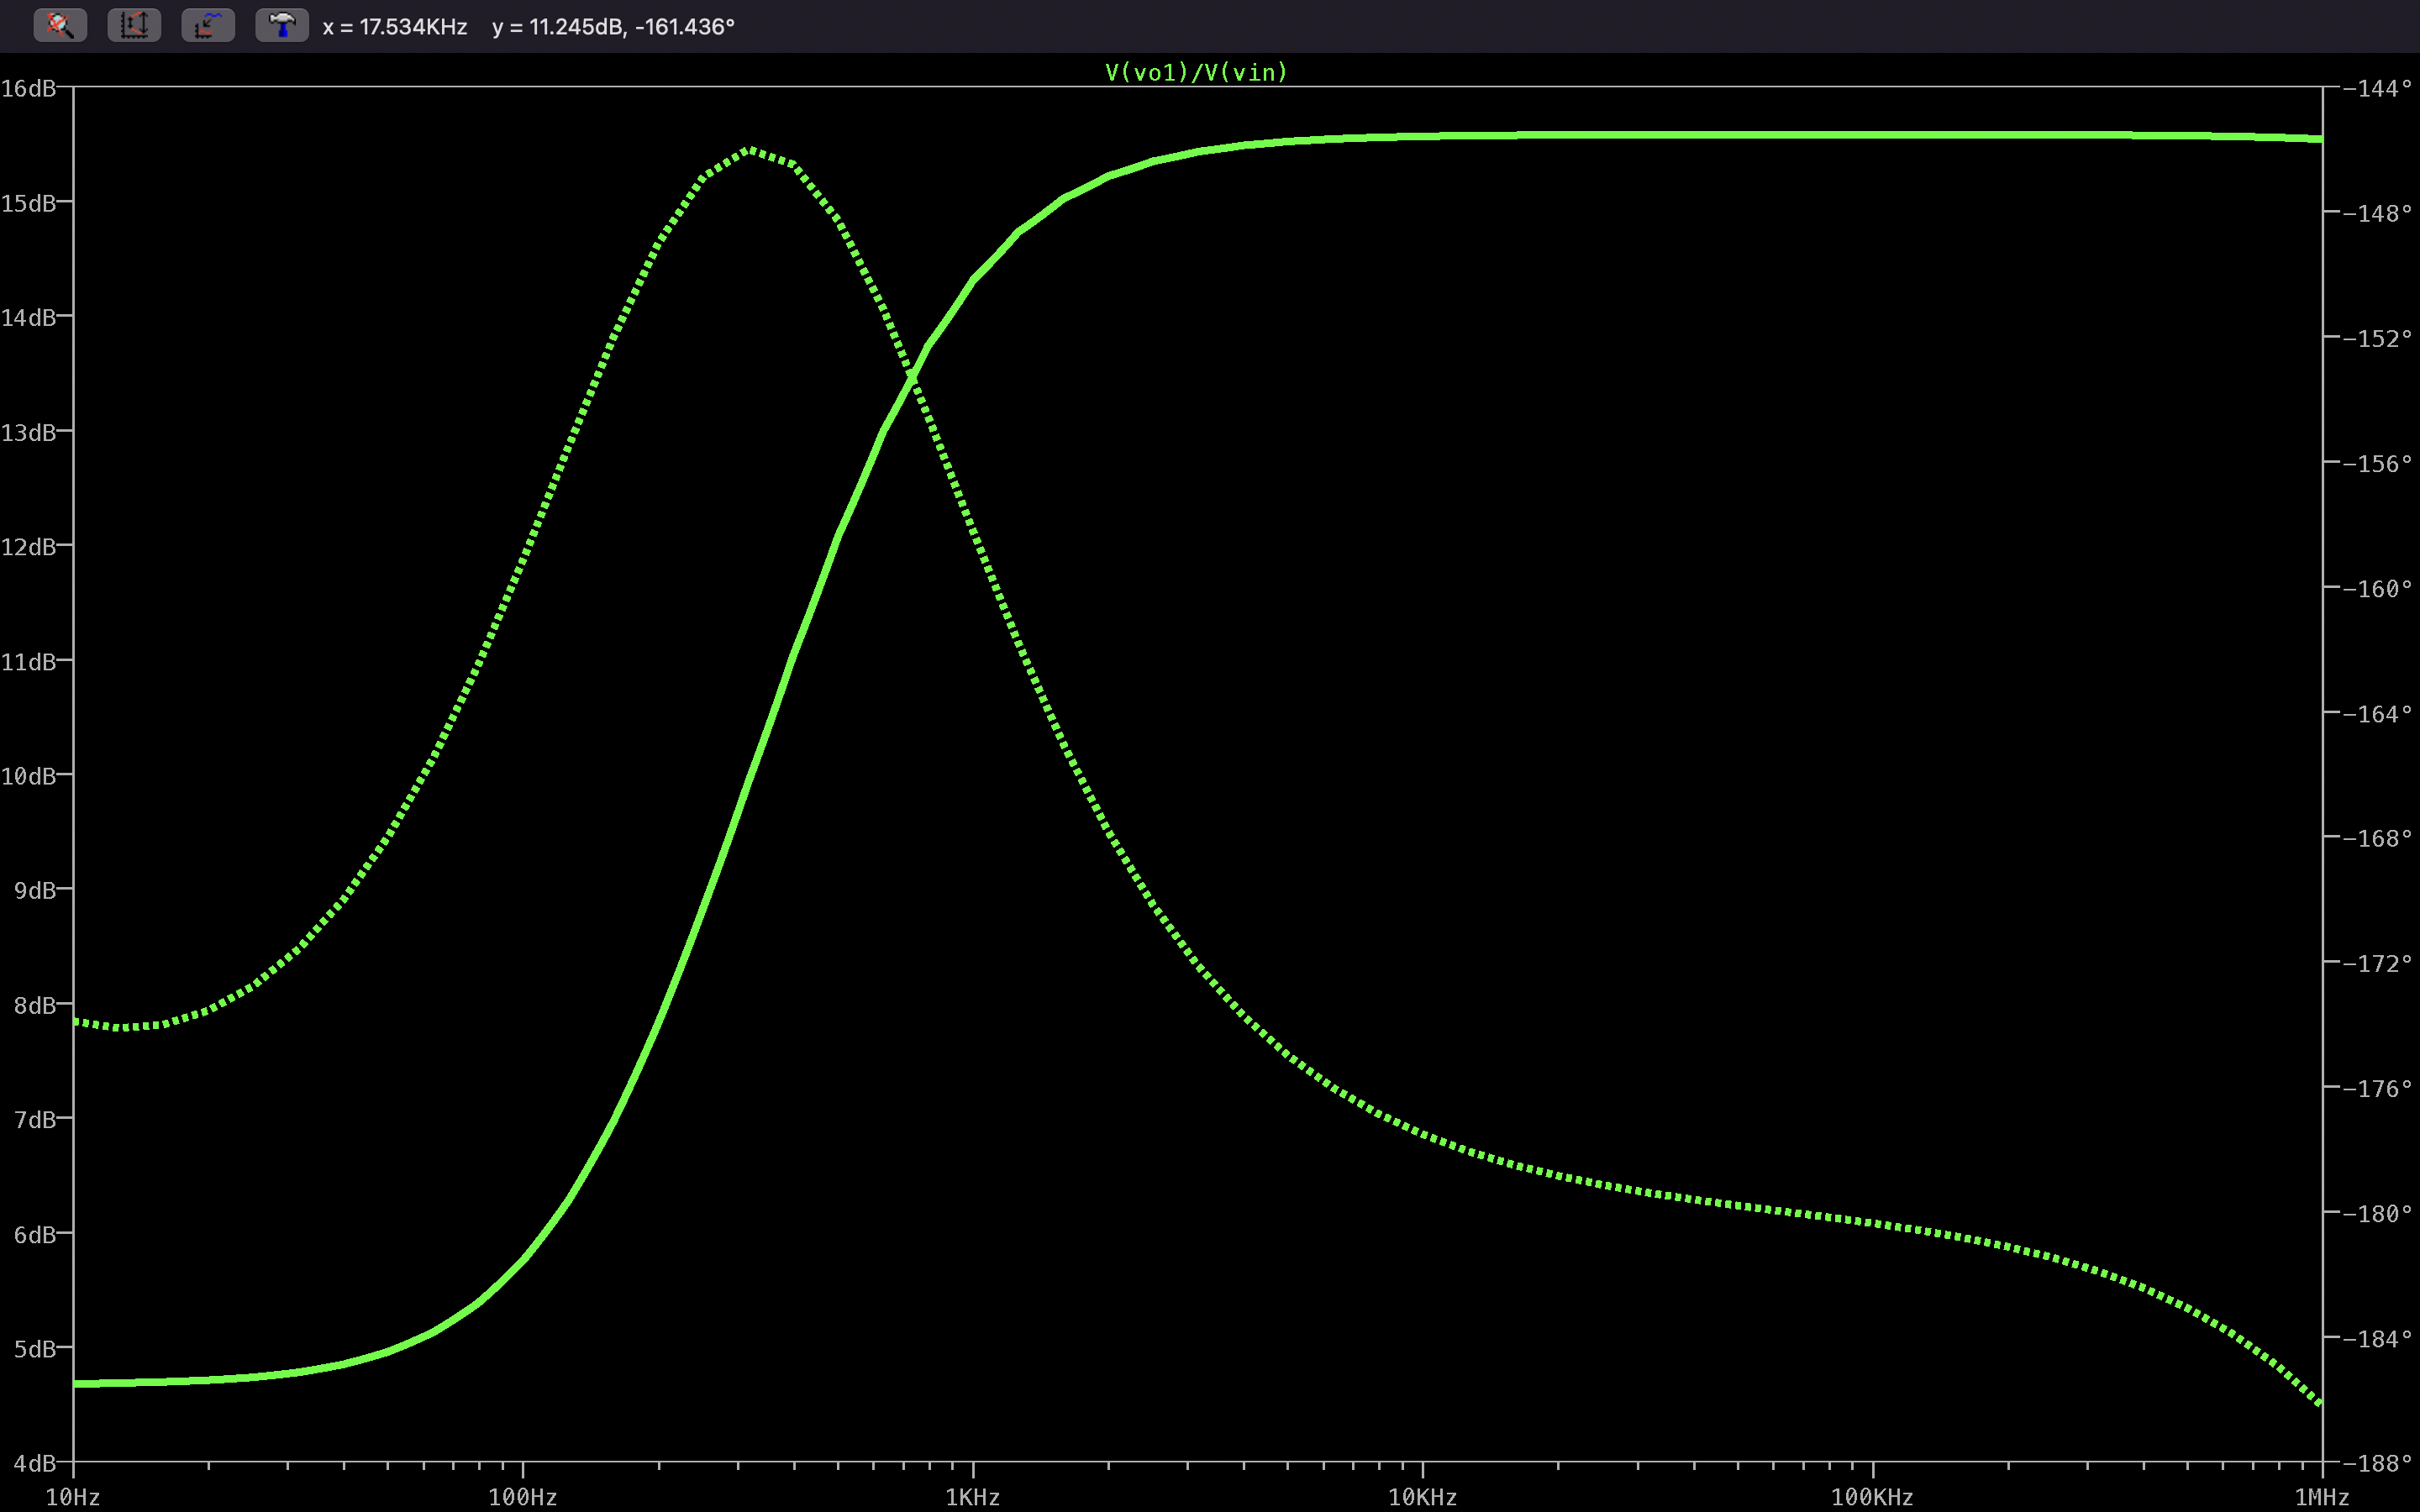 x = 17.534KHz y = 11.245dB, -161.436°
V(vo1)/V(vin)
16dB -144°
15dB -148°
14dB -152°
13dB -156°
12dB -160°
11dB -164°
10dB -168°
9dB -172°
8dB -176°
7dB -180°
6dB -184°
5dB -188°
4dB
10Hz 100Hz 1KHz 10KHz 100KHz 1MHz